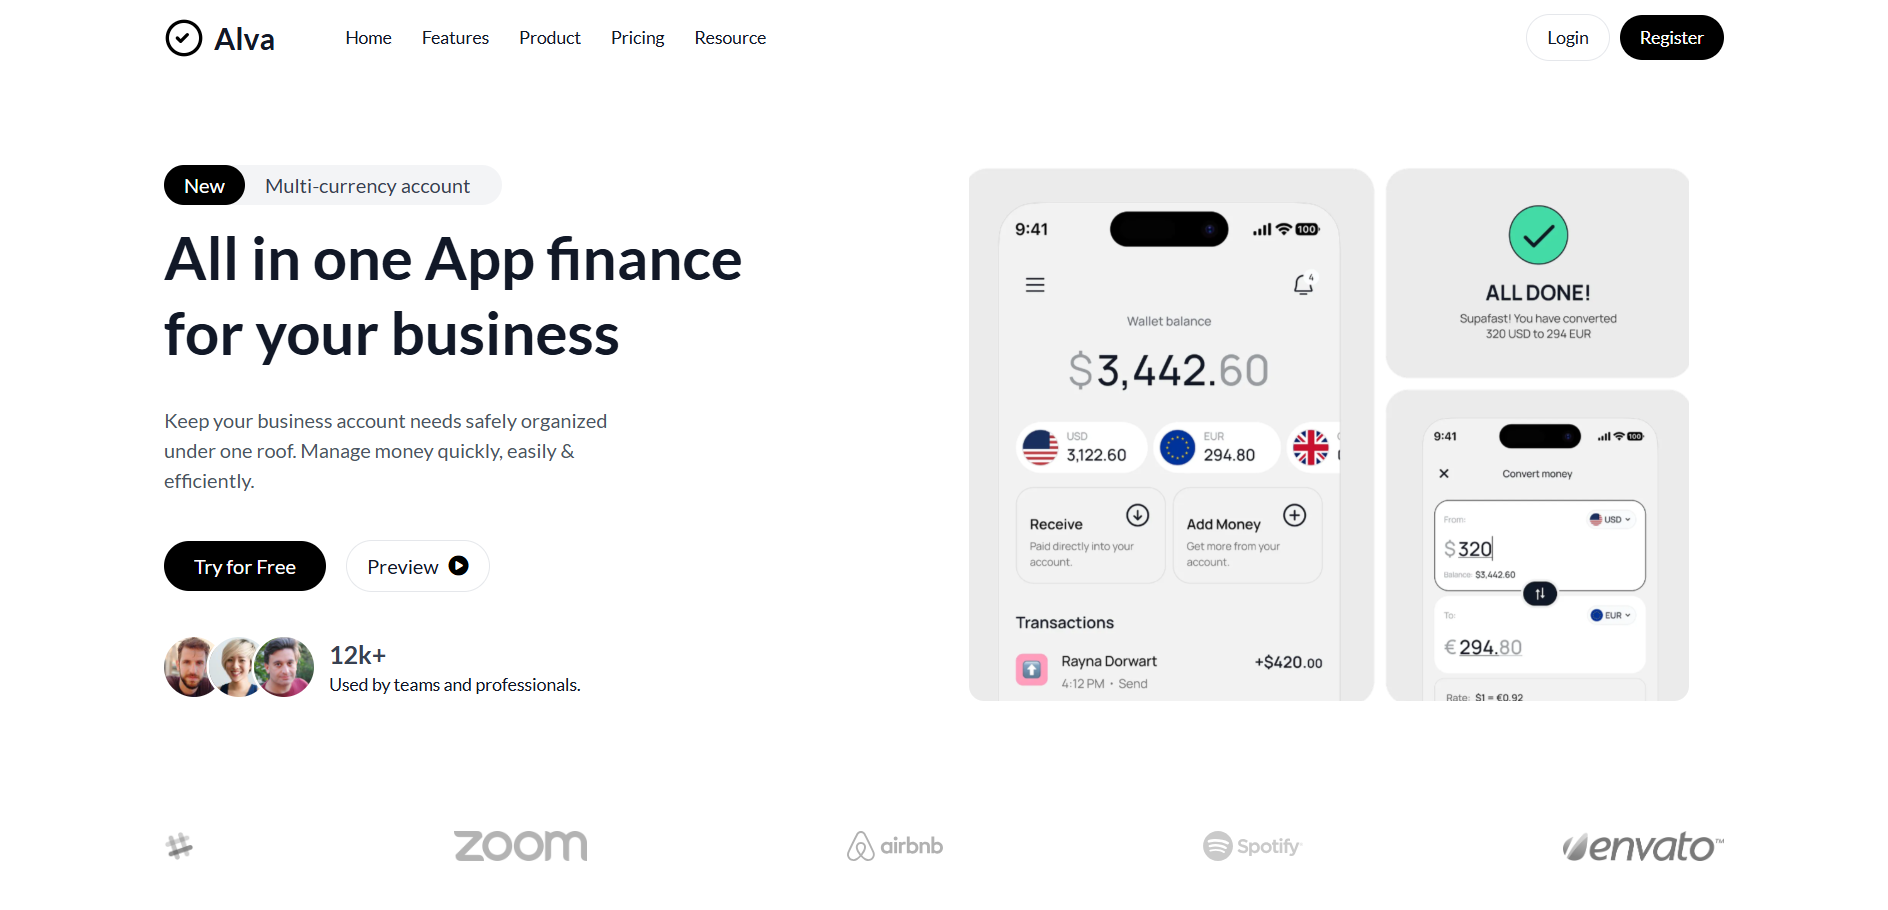 Alva
Home Features Product Pricing Resource
Login Register
New Multi-currency account
All in one App finance
for your business
Keep your business account needs safely organized
under one roof. Manage money quickly, easily &
efficiently.
Try for Free Preview
12k+
Used by teams and professionals.
9:41 100
4
Wallet balance
$3,442.60
USD
3,122.60
EUR
294.80
Receive
Paid directly into your
account.
Add Money
Get more from your
account.
Transactions
Rayna Dorwart +$420.00
4:12 PM • Send
ALL DONE!
Supafast! You have converted
320 USD to 294 EUR
9:41 100
Convert money
From: USD
$320
Balance: $3,442.60
To: EUR
€294.80
Rate: $1 = €0.92
zoom
airbnb
Spotify
envato™